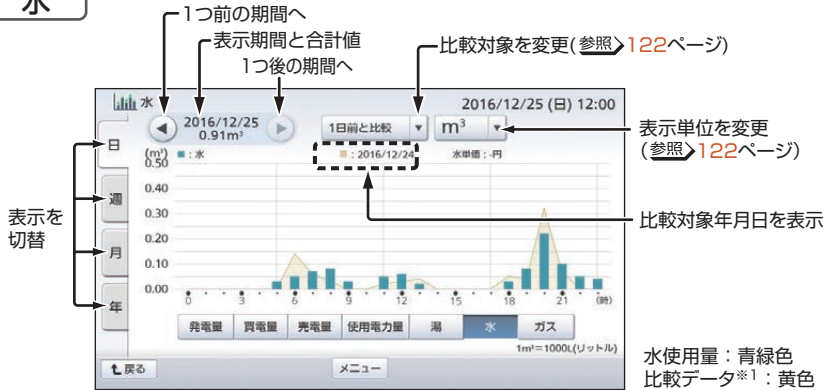 水
1つ前の期間へ
表示期間と合計値
1つ後の期間へ
比較対象を変更(参照 122ページ)
水
2016/12/25 (日) 12:00
2016/12/25
0.91m³
1日前と比較
m³
表示単位を変更
(参照 122ページ)
(m³)
:水
:2016/12/24
水単価:-円
0.50
0.40
0.30
0.20
0.10
0.00
0 3 6 9 12 15 18 21 (時)
日
週
月
年
表示を
切替
比較対象年月日を表示
発電量 買電量 売電量 使用電力量 湯 水 ガス
1m³=1000L(リットル)
戻る
メニュー
水使用量:青緑色
比較データ※1:黄色